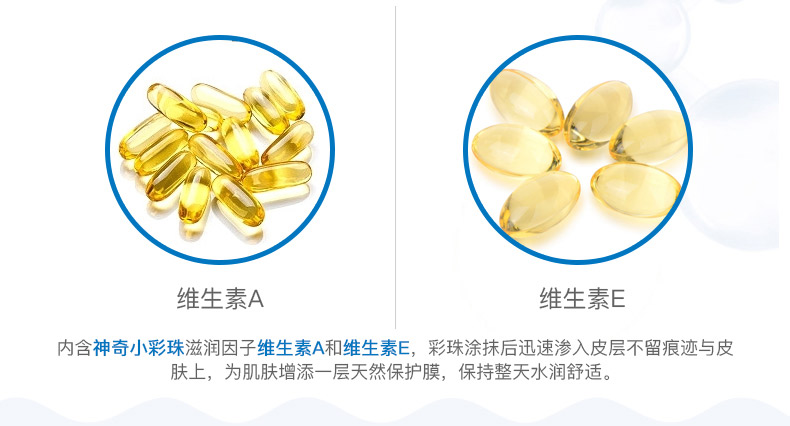 维生素A
维生素E
内含神奇小彩珠滋润因子维生素A和维生素E，彩珠涂抹后迅速渗入皮层不留痕迹与皮
肤上，为肌肤增添一层天然保护膜，保持整天水润舒适。